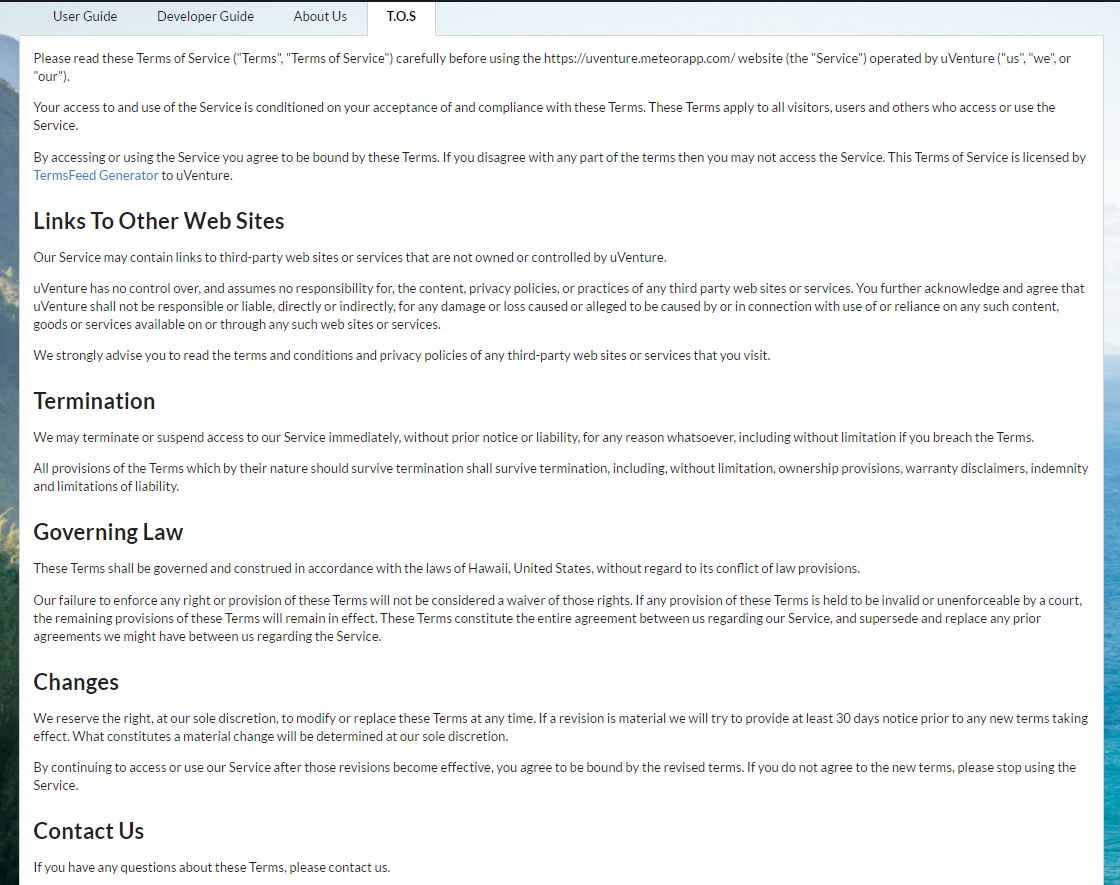 User Guide
Developer Guide
About Us
T.O.S
Please read these Terms of Service ("Terms", "Terms of Service") carefully before using the https://uventure.meteorapp.com/ website (the "Service") operated by uVenture ("us", "we", or
"our").
Your access to and use of the Service is conditioned on your acceptance of and compliance with these Terms. These Terms apply to all visitors, users and others who access or use the
Service.
By accessing or using the Service you agree to be bound by these Terms. If you disagree with any part of the terms then you may not access the Service. This Terms of Service is licensed by
TermsFeed Generator to uVenture.
Links To Other Web Sites
Our Service may contain links to third-party web sites or services that are not owned or controlled by uVenture.
uVenture has no control over, and assumes no responsibility for, the content, privacy policies, or practices of any third party web sites or services. You further acknowledge and agree that
uVenture shall not be responsible or liable, directly or indirectly, for any damage or loss caused or alleged to be caused by or in connection with use of or reliance on any such content,
goods or services available on or through any such web sites or services.
We strongly advise you to read the terms and conditions and privacy policies of any third-party web sites or services that you visit.
Termination
We may terminate or suspend access to our Service immediately, without prior notice or liability, for any reason whatsoever, including without limitation if you breach the Terms.
All provisions of the Terms which by their nature should survive termination shall survive termination, including, without limitation, ownership provisions, warranty disclaimers, indemnity
and limitations of liability.
Governing Law
These Terms shall be governed and construed in accordance with the laws of Hawaii, United States, without regard to its conflict of law provisions.
Our failure to enforce any right or provision of these Terms will not be considered a waiver of those rights. If any provision of these Terms is held to be invalid or unenforceable by a court,
the remaining provisions of these Terms will remain in effect. These Terms constitute the entire agreement between us regarding our Service, and supersede and replace any prior
agreements we might have between us regarding the Service.
Changes
We reserve the right, at our sole discretion, to modify or replace these Terms at any time. If a revision is material we will try to provide at least 30 days notice prior to any new terms taking
effect. What constitutes a material change will be determined at our sole discretion.
By continuing to access or use our Service after those revisions become effective, you agree to be bound by the revised terms. If you do not agree to the new terms, please stop using the
Service.
Contact Us
If you have any questions about these Terms, please contact us.